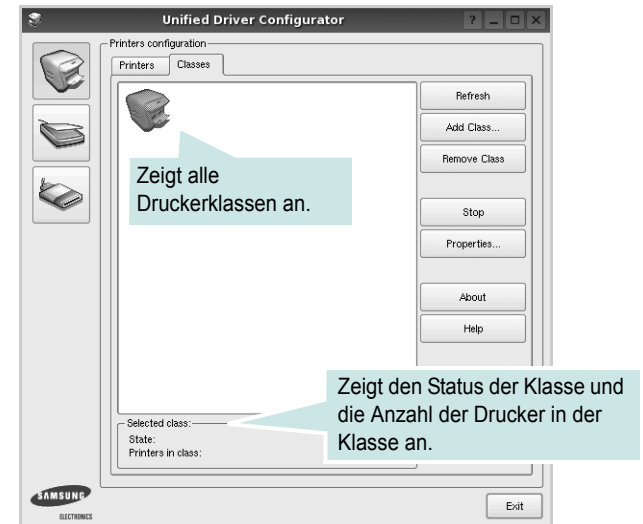 Unified Driver Configurator
Printers configuration
Printers
Classes
Refresh
Add Class...
Remove Class
Zeigt alle
Druckerklassen an.
Stop
Properties...
About
Help
Zeigt den Status der Klasse und
die Anzahl der Drucker in der
Klasse an.
Selected class:
State:
Printers in class:
SAMSUNG
ELECTRONICS
Exit